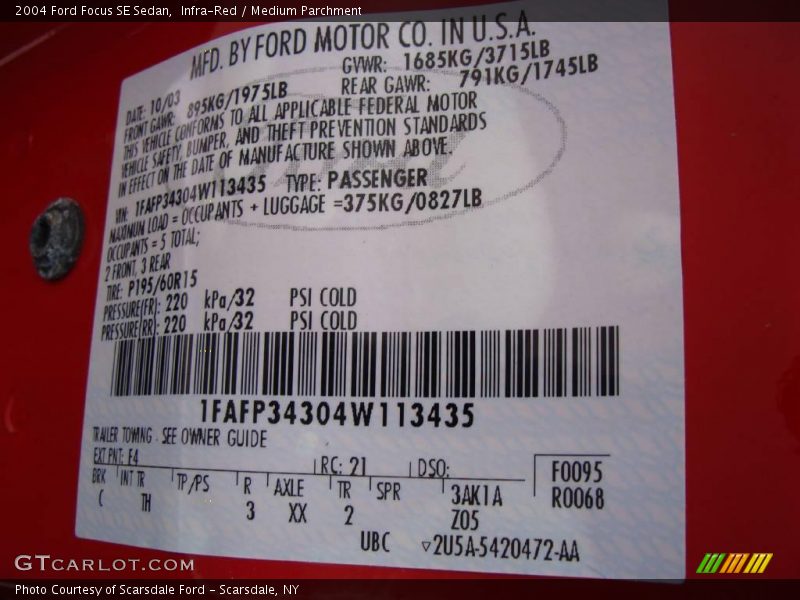 2004 Ford Focus SE Sedan,  Infra-Red / Medium Parchment
MFD. BY FORD MOTOR CO. IN U.S.A.
DATE: 10/03 GVWR: 1685KG/3715LB
FRONT GAWR: 895KG/1975LB REAR GAWR: 791KG/1745LB
THIS VEHICLE CONFORMS TO ALL APPLICABLE FEDERAL MOTOR
VEHICLE SAFETY, BUMPER, AND THEFT PREVENTION STANDARDS
IN EFFECT ON THE DATE OF MANUFACTURE SHOWN ABOVE.
VIN: 1FAFP34304W113435 TYPE: PASSENGER
MAXIMUM LOAD = OCCUPANTS + LUGGAGE =375KG/0827LB
OCCUPANTS = 5 TOTAL;
2 FRONT, 3 REAR
TIRE: P195/60R15
PRESSURE(FR): 220 kPa/32 PSI COLD
PRESSURE(RR): 220 kPa/32 PSI COLD
1FAFP34304W113435
TRAILER TOWING - SEE OWNER GUIDE
EXT PNT: F4 RC: 21 DSO: F0095
BRK INT TR TP/PS R AXLE TR SPR 3AK1A R0068
C TH 3 XX 2 Z05
UBC ▽2U5A-5420472-AA
GTCARLOT.COM
Photo Courtesy of Scarsdale Ford - Scarsdale, NY